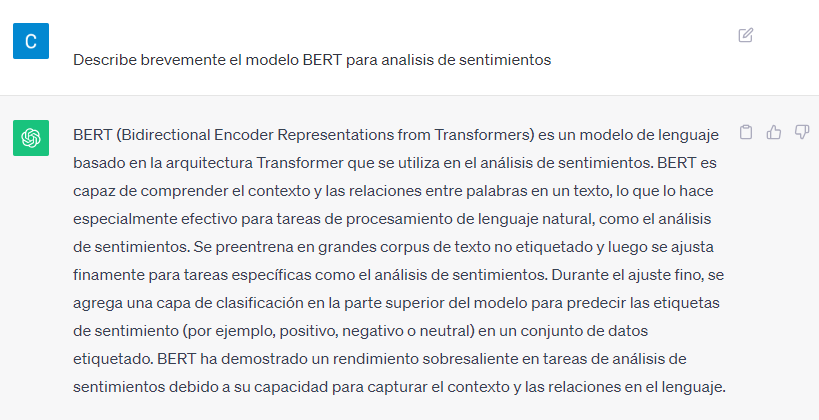 C
Describe brevemente el modelo BERT para analisis de sentimientos
BERT (Bidirectional Encoder Representations from Transformers) es un modelo de lenguaje
basado en la arquitectura Transformer que se utiliza en el análisis de sentimientos. BERT es
capaz de comprender el contexto y las relaciones entre palabras en un texto, lo que lo hace
especialmente efectivo para tareas de procesamiento de lenguaje natural, como el análisis
de sentimientos. Se preentrena en grandes corpus de texto no etiquetado y luego se ajusta
finamente para tareas específicas como el análisis de sentimientos. Durante el ajuste fino, se
agrega una capa de clasificación en la parte superior del modelo para predecir las etiquetas
de sentimiento (por ejemplo, positivo, negativo o neutral) en un conjunto de datos
etiquetado. BERT ha demostrado un rendimiento sobresaliente en tareas de análisis de
sentimientos debido a su capacidad para capturar el contexto y las relaciones en el lenguaje.